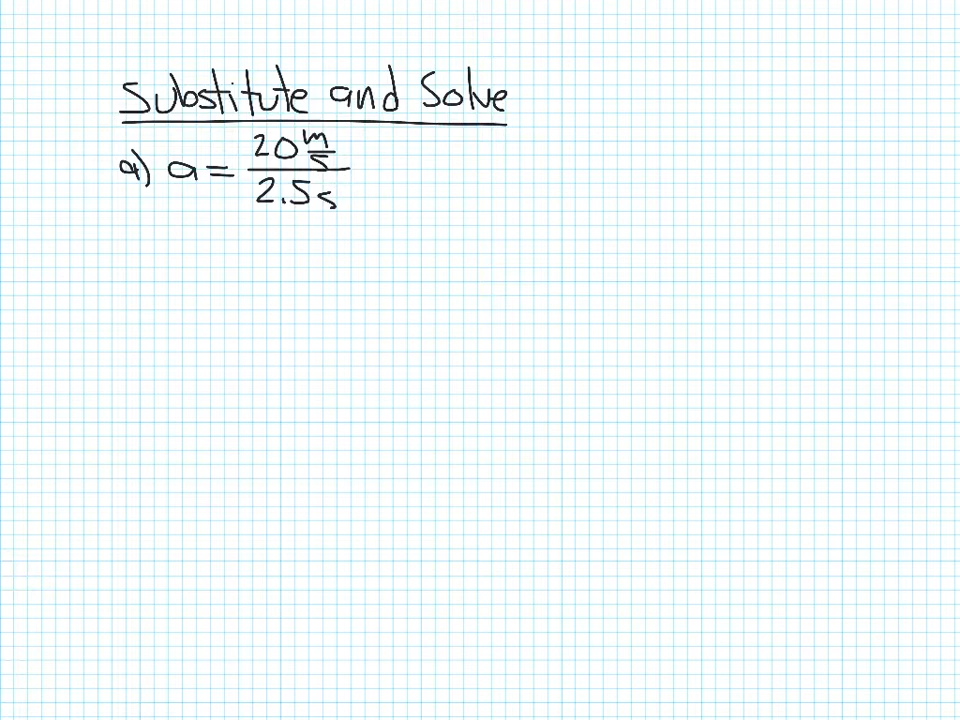 Substitute and Solve
a) a = (20 m/s) / (2.5 s)